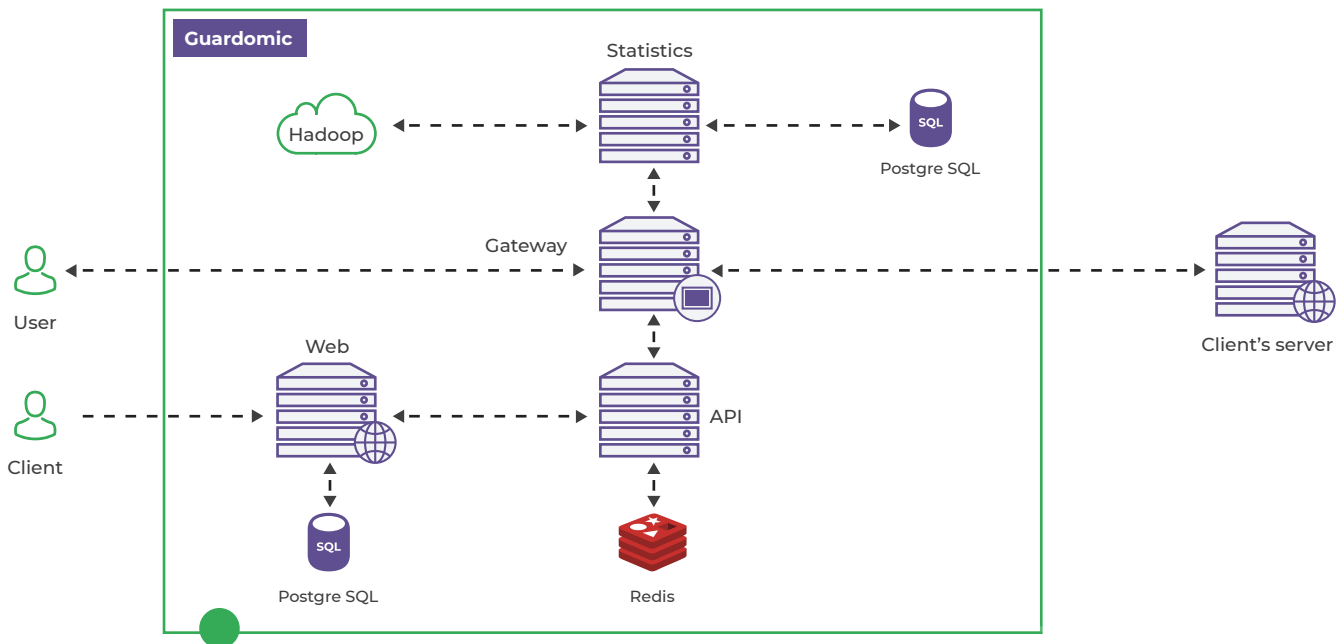 Guardomic
Statistics
Hadoop
SQL
Postgre SQL
Gateway
User
Client's server
Web
API
Client
SQL
Postgre SQL
Redis